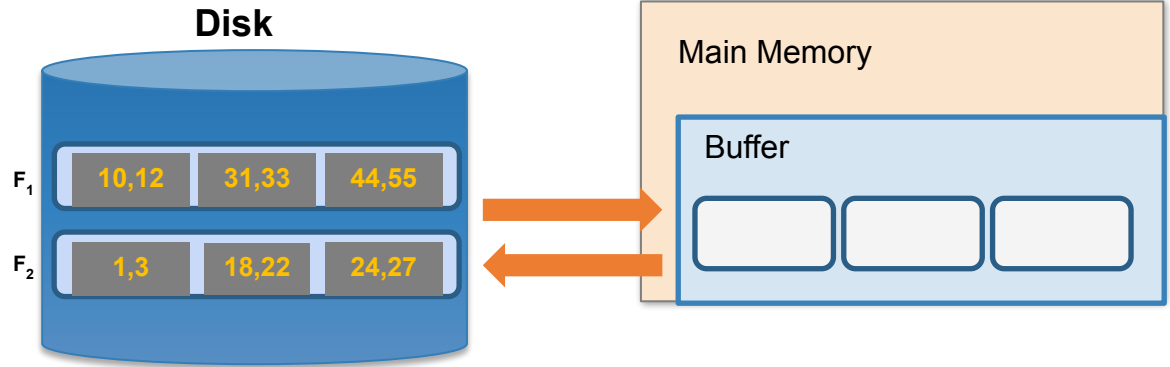 Disk
Main Memory
Buffer
F1 10,12 31,33 44,55
F2 1,3 18,22 24,27